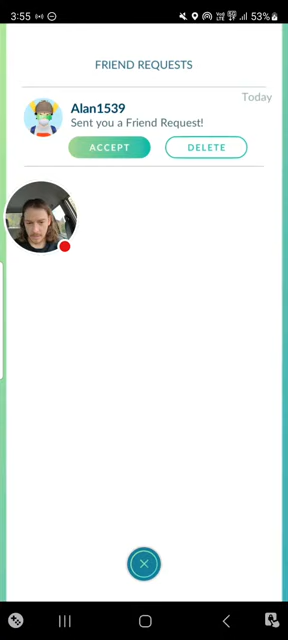 3:55
53%
FRIEND REQUESTS
Today
Alan1539
Sent you a Friend Request!
ACCEPT
DELETE